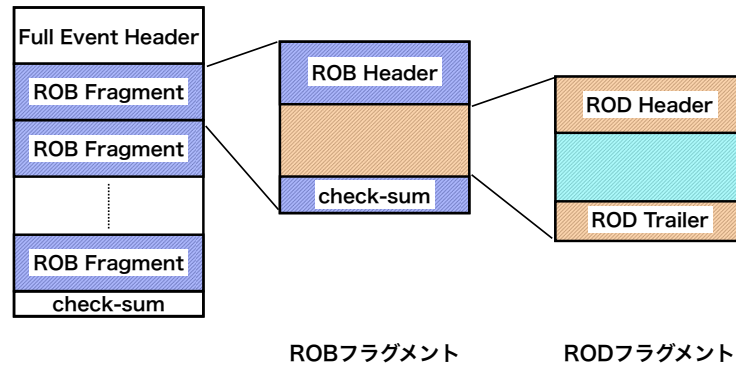 Full Event Header
ROB Fragment
ROB Fragment
ROB Fragment
check-sum
ROB Header
check-sum
ROD Header
ROD Trailer
ROBフラグメント
RODフラグメント